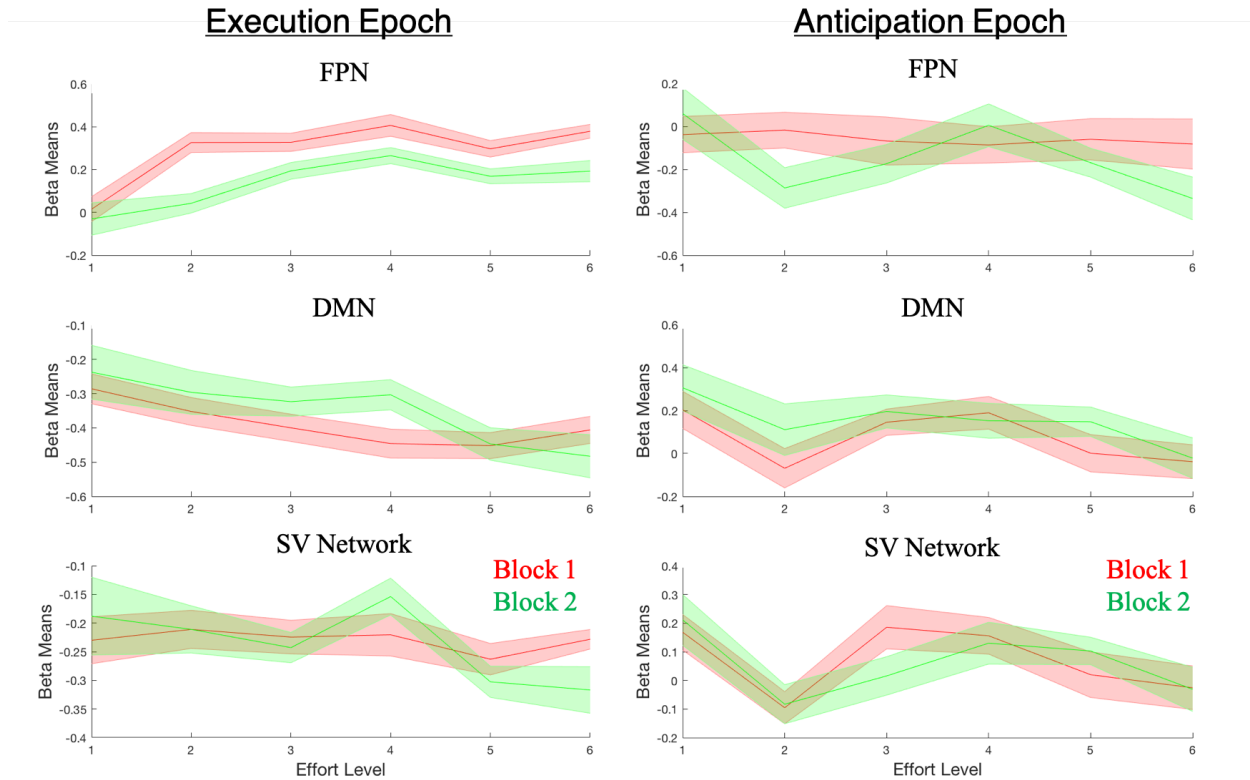 Execution Epoch
Anticipation Epoch
FPN
0.6
0.4
0.2
0
-0.2
Beta Means
1 2 3 4 5 6
FPN
0.2
0
-0.2
-0.4
-0.6
Beta Means
1 2 3 4 5 6
DMN
-0.1
-0.2
-0.3
-0.4
-0.5
-0.6
Beta Means
1 2 3 4 5 6
DMN
0.6
0.4
0.2
0
-0.2
Beta Means
1 2 3 4 5 6
SV Network
Block 1
Block 2
-0.1
-0.15
-0.2
-0.25
-0.3
-0.35
-0.4
Beta Means
1 2 3 4 5 6
Effort Level
SV Network
Block 1
Block 2
0.4
0.3
0.2
0.1
0
-0.1
-0.2
Beta Means
1 2 3 4 5 6
Effort Level